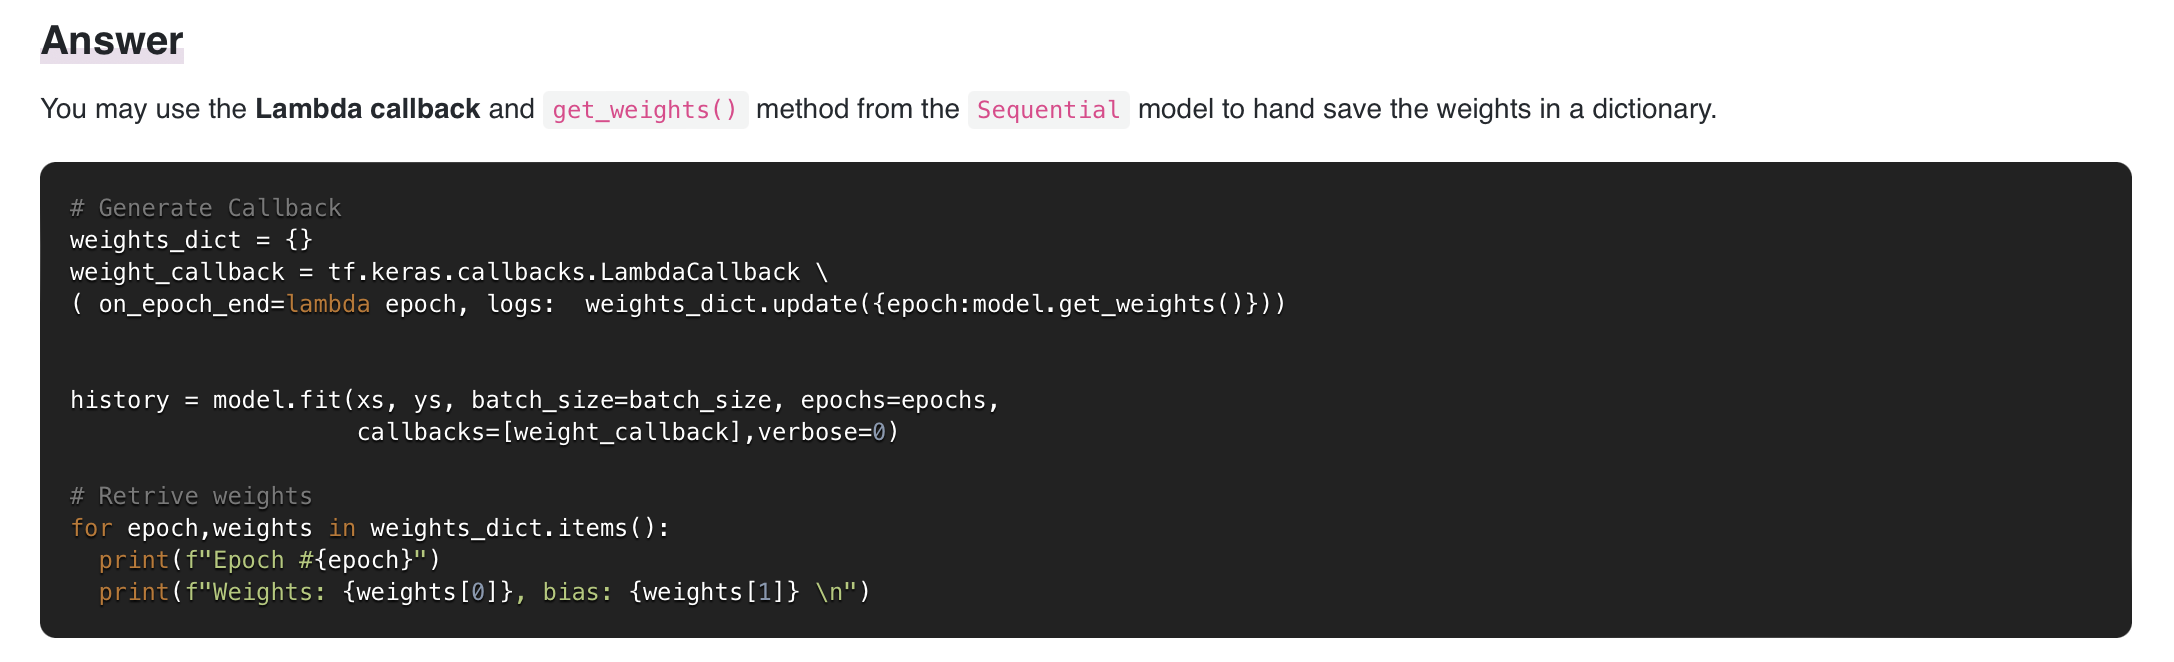 Answer
You may use the Lambda callback and get_weights() method from the Sequential model to hand save the weights in a dictionary.
# Generate Callback
weights_dict = {}
weight_callback = tf.keras.callbacks.LambdaCallback \
( on_epoch_end=lambda epoch, logs:  weights_dict.update({epoch:model.get_weights()}))
history = model.fit(xs, ys, batch_size=batch_size, epochs=epochs,
                    callbacks=[weight_callback],verbose=0)
# Retrive weights
for epoch,weights in weights_dict.items():
  print(f"Epoch #{epoch}")
  print(f"Weights: {weights[0]}, bias: {weights[1]} \n")